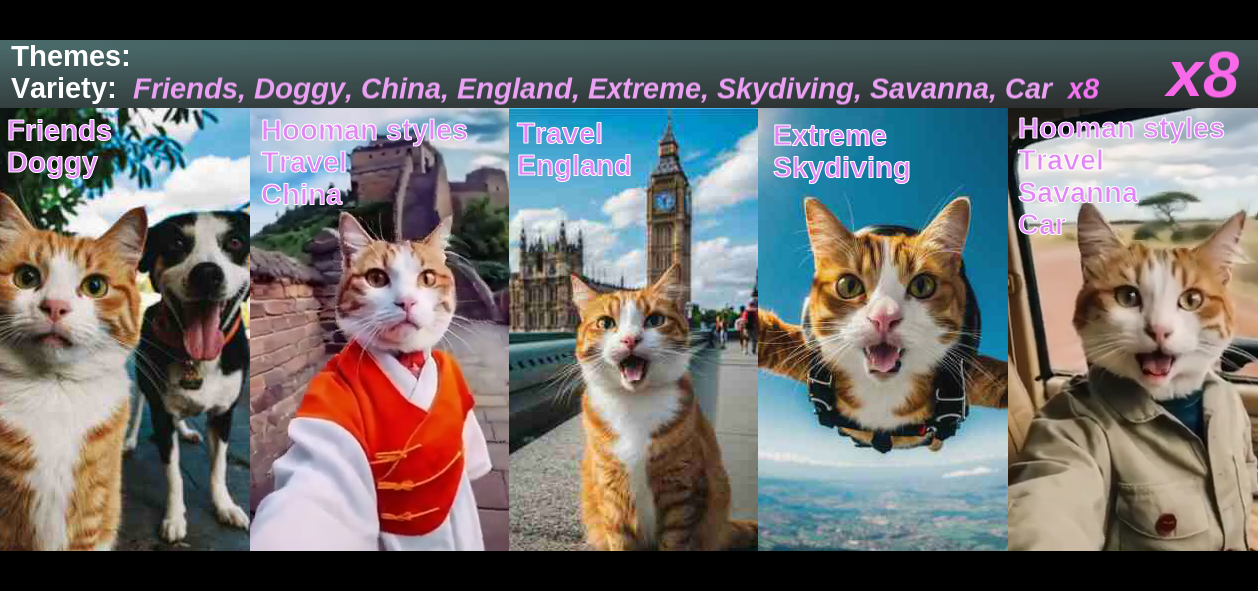 Themes:
Variety: Friends, Doggy, China, England, Extreme, Skydiving, Savanna, Car x8
x8
Friends
Doggy
Hooman styles
Travel
China
Travel
England
Extreme
Skydiving
Hooman styles
Travel
Savanna
Car